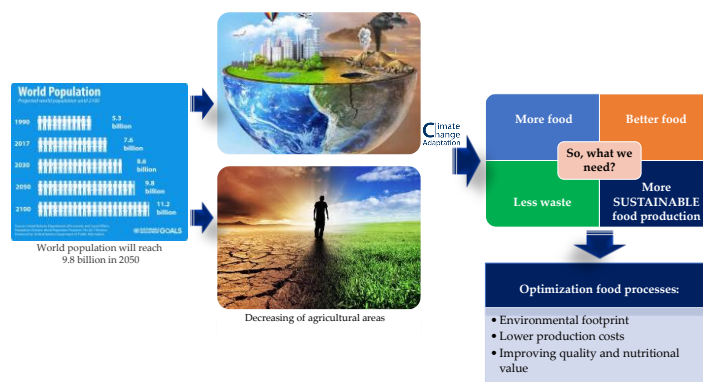 World Population
Projected world population until 2100
1990
5.3
billion
2017
7.6
billion
2030
8.6
billion
2050
9.8
billion
2100
11.2
billion
GOALS
World population will reach
9.8 billion in 2050
Decreasing of agricultural areas
Climate
Change
Adaptation
More food
Better food
So, what we
need?
Less waste
More
SUSTAINABLE
food production
Optimization food processes:
• Environmental footprint
• Lower production costs
• Improving quality and nutritional
value